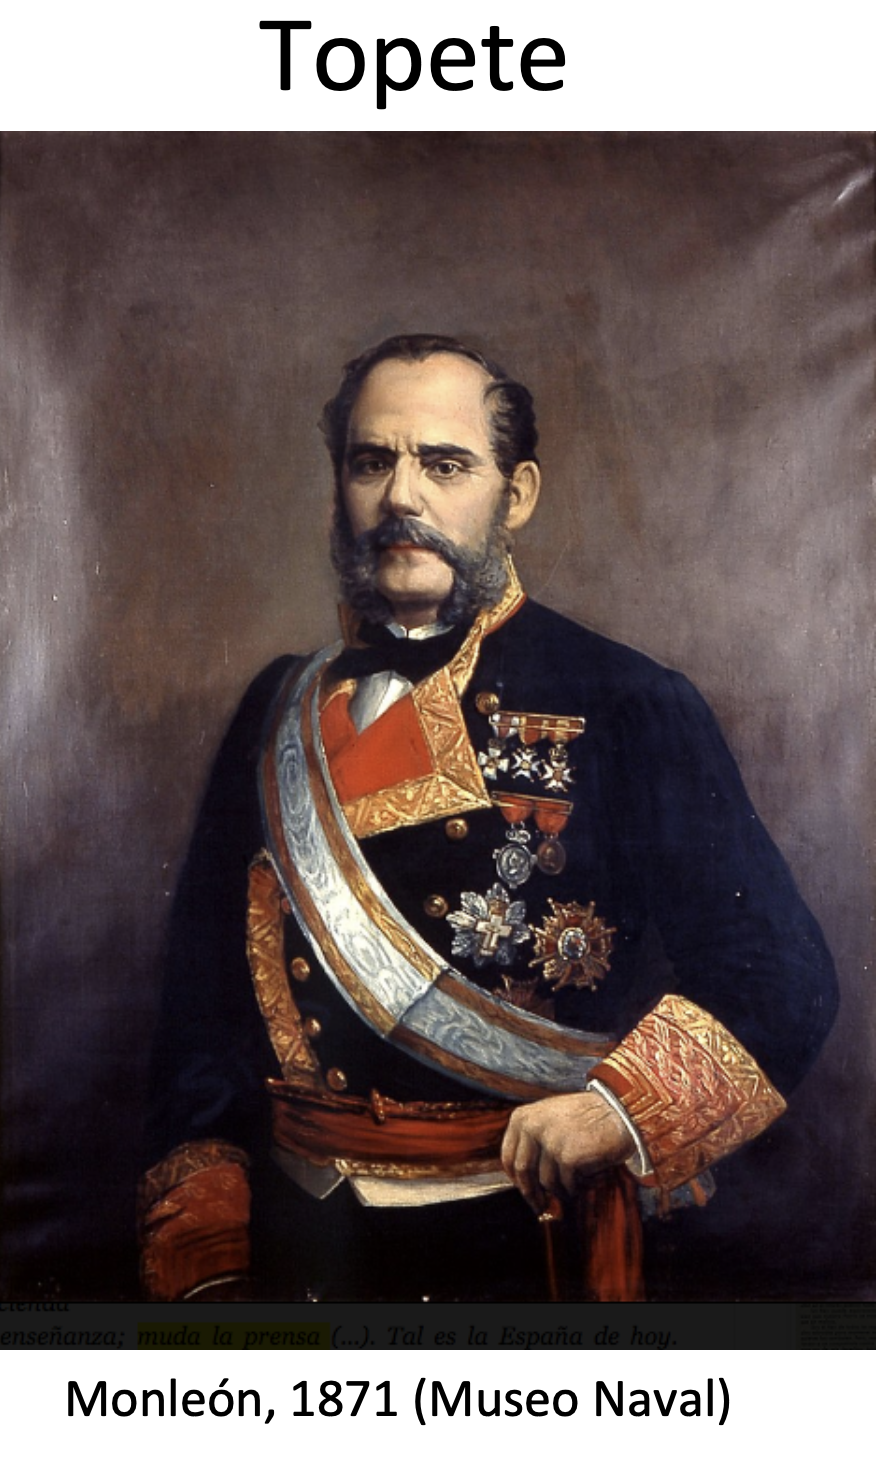 Topete
enseñanza; muda la prensa (...). Tal es la España de hoy.
Monleón, 1871 (Museo Naval)